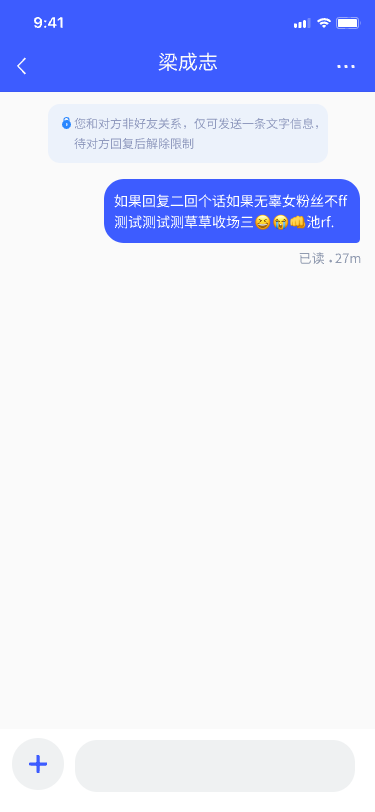 9:41
梁成志
您和对方非好友关系，仅可发送一条文字信息，
待对方回复后解除限制
如果回复二回个话如果无辜女粉丝不ff
测试测试测草草收场三😆😭👊池rf.
已读 • 27m